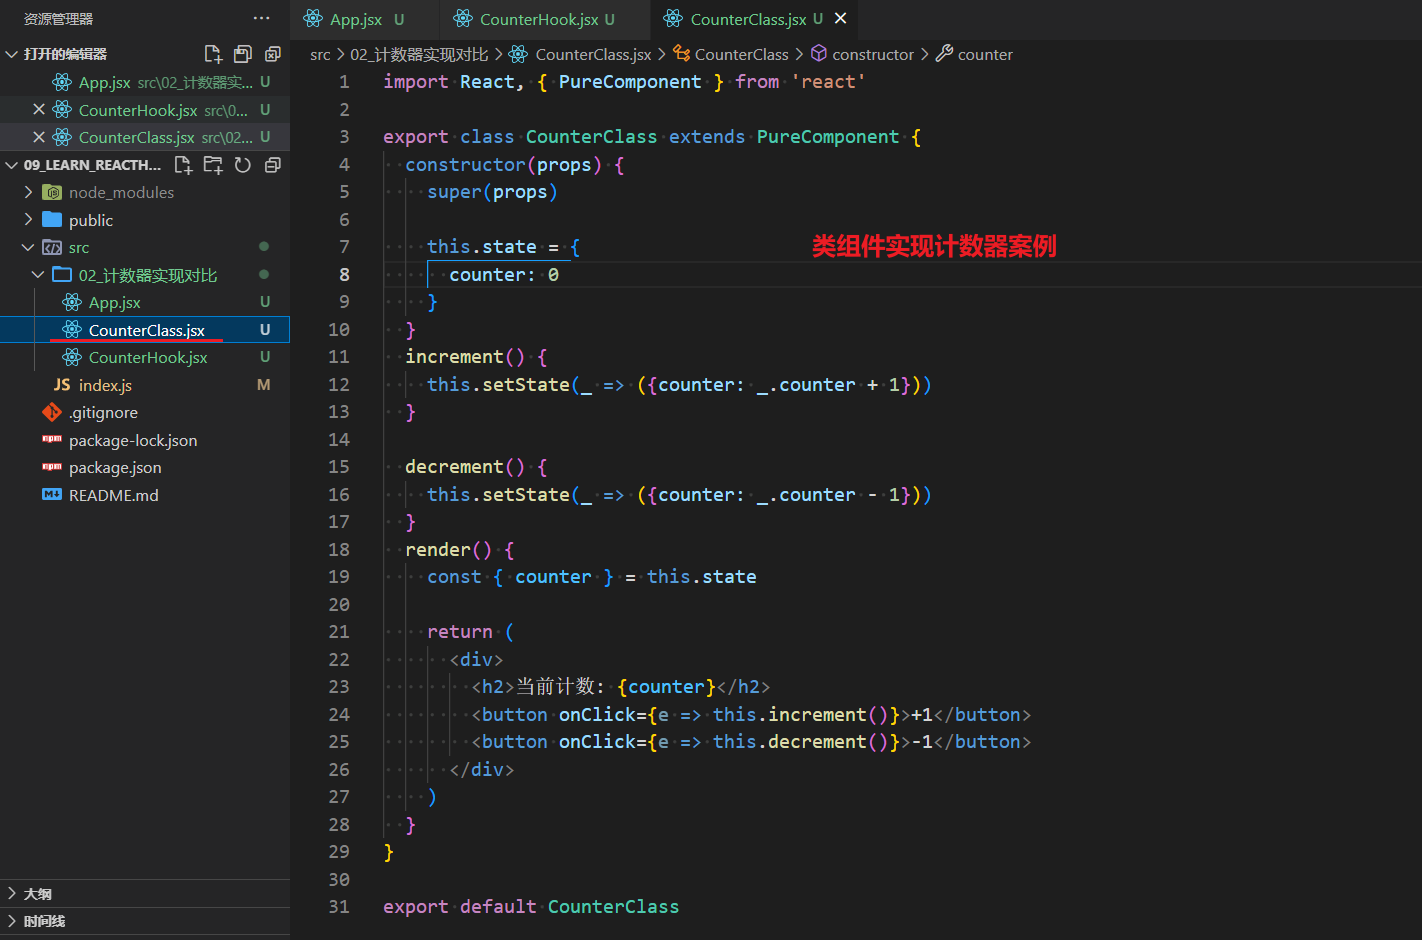 资源管理器 ···
打开的编辑器
App.jsx src\02_计数器实... U
CounterHook.jsx src\0... U
CounterClass.jsx src\02... U
09_LEARN_REACTH...
node_modules
public
src
02_计数器实现对比
App.jsx U
CounterClass.jsx U
CounterHook.jsx U
JS index.js M
.gitignore
npm package-lock.json
npm package.json
README.md
大纲
时间线
App.jsx U CounterHook.jsx U CounterClass.jsx U
src > 02_计数器实现对比 > CounterClass.jsx > CounterClass > constructor > counter
1 import React, { PureComponent } from 'react'
2
3 export class CounterClass extends PureComponent {
4 constructor(props) {
5 super(props)
6
7 this.state = {
类组件实现计数器案例
8 counter: 0
9 }
10 }
11 increment() {
12 this.setState(_ => ({counter: _.counter + 1}))
13 }
14
15 decrement() {
16 this.setState(_ => ({counter: _.counter - 1}))
17 }
18 render() {
19 const { counter } = this.state
20
21 return (
22 <div>
23 <h2>当前计数: {counter}</h2>
24 <button onClick={e => this.increment()}>+1</button>
25 <button onClick={e => this.decrement()}>-1</button>
26 </div>
27 )
28 }
29 }
30
31 export default CounterClass